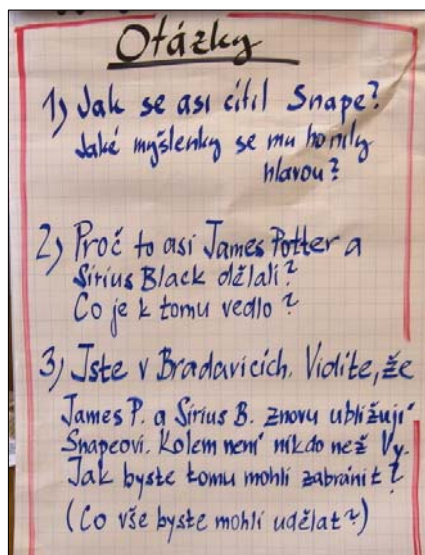 Otázky
1) Jak se asi cítil Snape?
Jaké myšlenky se mu honily
hlavou?
2) Proč to asi James Potter a
Sirius Black dělali?
Co je k tomu vedlo?
3) Jste v Bradavicích. Vidíte, že
James P. a Sirius B. znovu ubližují
Snapeovi. Kolem není nikdo než Vy.
Jak byste tomu mohli zabránit?
(Co vše byste mohli udělat?)